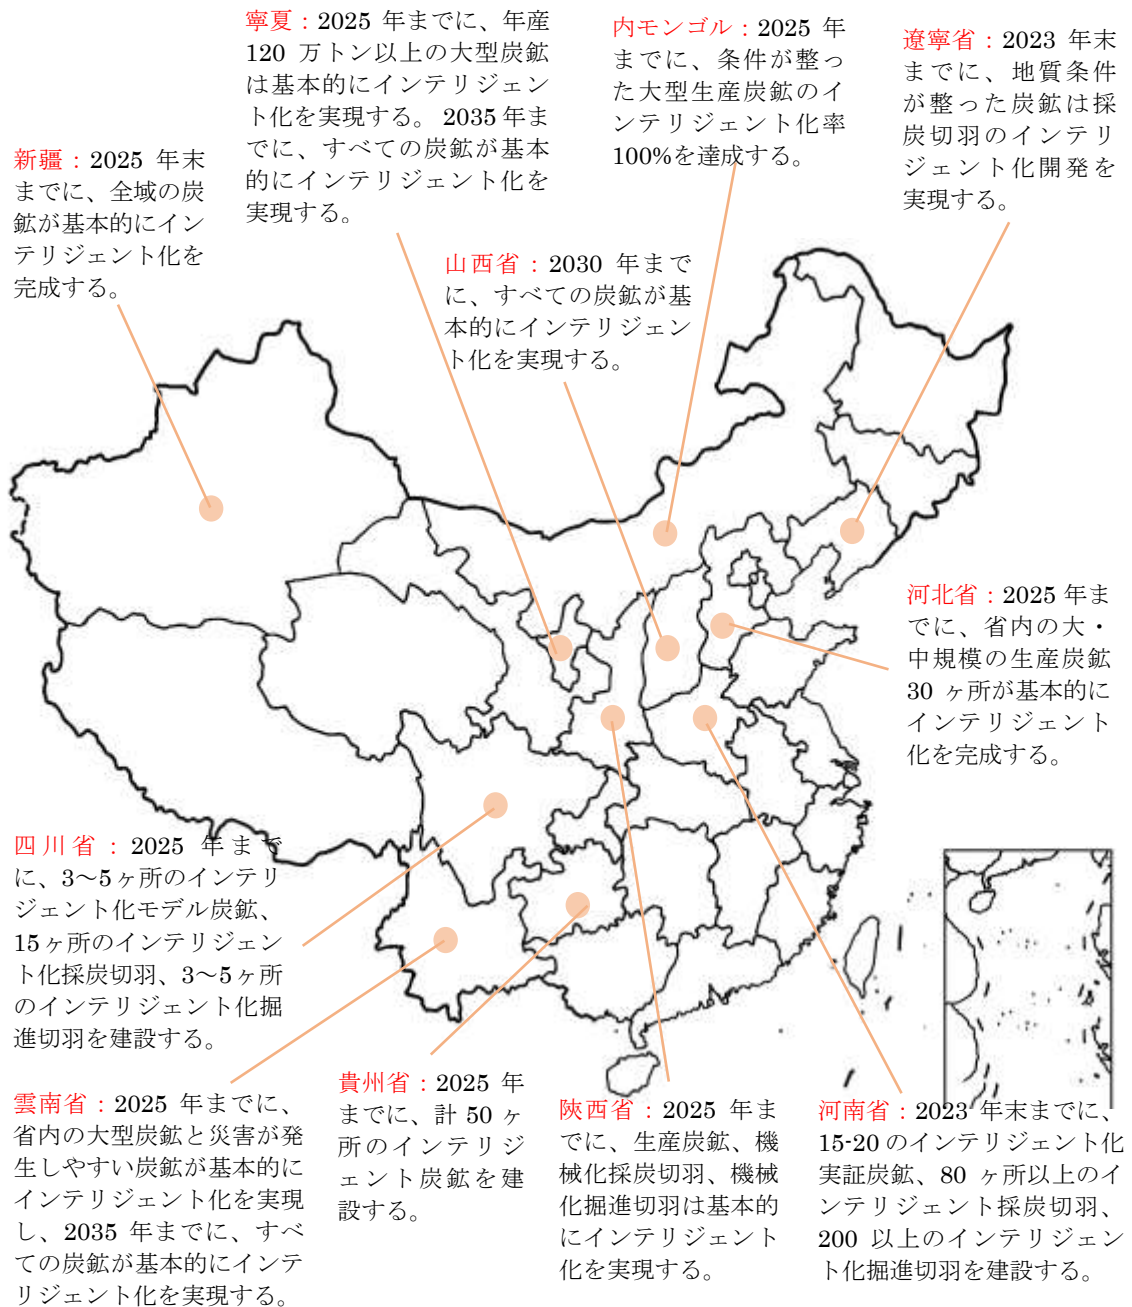 寧夏：2025 年までに、年産
120 万トン以上の大型炭鉱
は基本的にインテリジェン
ト化を実現する。 2035 年ま
でに、すべての炭鉱が基本
的にインテリジェント化を
実現する。
内モンゴル：2025 年
までに、条件が整っ
た大型生産炭鉱のイ
ンテリジェント化率
100%を達成する。
遼寧省：2023 年末
までに、地質条件
が整った炭鉱は採
炭切羽のインテリ
ジェント化開発を
実現する。
新疆：2025 年末
までに、全域の炭
鉱が基本的にイン
テリジェント化を
完成する。
山西省：2030 年まで
に、すべての炭鉱が基
本的にインテリジェン
ト化を実現する。
河北省：2025 年ま
でに、省内の大・
中規模の生産炭鉱
30 ヶ所が基本的に
インテリジェント
化を完成する。
四川省：2025 年まで
に、3～5ヶ所のインテリ
ジェント化モデル炭鉱、
15ヶ所のインテリジェン
ト化採炭切羽、3～5ヶ所
のインテリジェント化掘
進切羽を建設する。
雲南省：2025 年までに、
省内の大型炭鉱と災害が発
生しやすい炭鉱が基本的に
インテリジェント化を実現
し、2035 年までに、すべ
ての炭鉱が基本的にインテ
リジェント化を実現する。
貴州省：2025 年
までに、計 50 ヶ
所のインテリジ
ェント炭鉱を建
設する。
陝西省：2025 年ま
でに、生産炭鉱、機
械化採炭切羽、機械
化掘進切羽は基本的
にインテリジェント
化を実現する。
河南省：2023 年末までに、
15-20 のインテリジェント化
実証炭鉱、80 ヶ所以上のイ
ンテリジェント採炭切羽、
200 以上のインテリジェン
ト化掘進切羽を建設する。